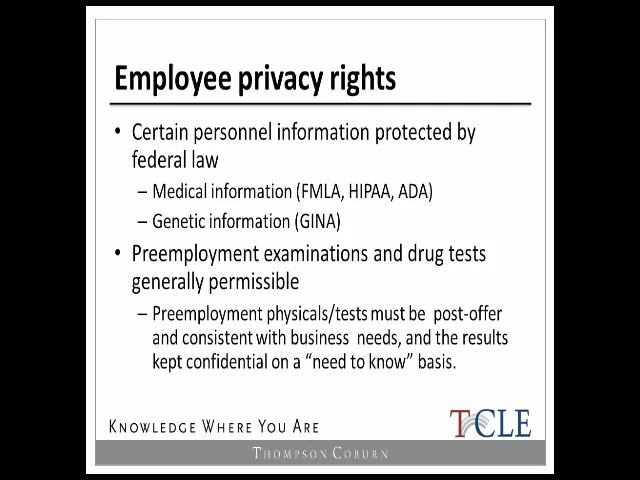 Employee privacy rights
• Certain personnel information protected by
federal law
– Medical information (FMLA, HIPAA, ADA)
– Genetic information (GINA)
• Preemployment examinations and drug tests
generally permissible
– Preemployment physicals/tests must be post-offer
and consistent with business needs, and the results
kept confidential on a “need to know” basis.
KNOWLEDGE WHERE YOU ARE
TCCLE
THOMPSON COBURN